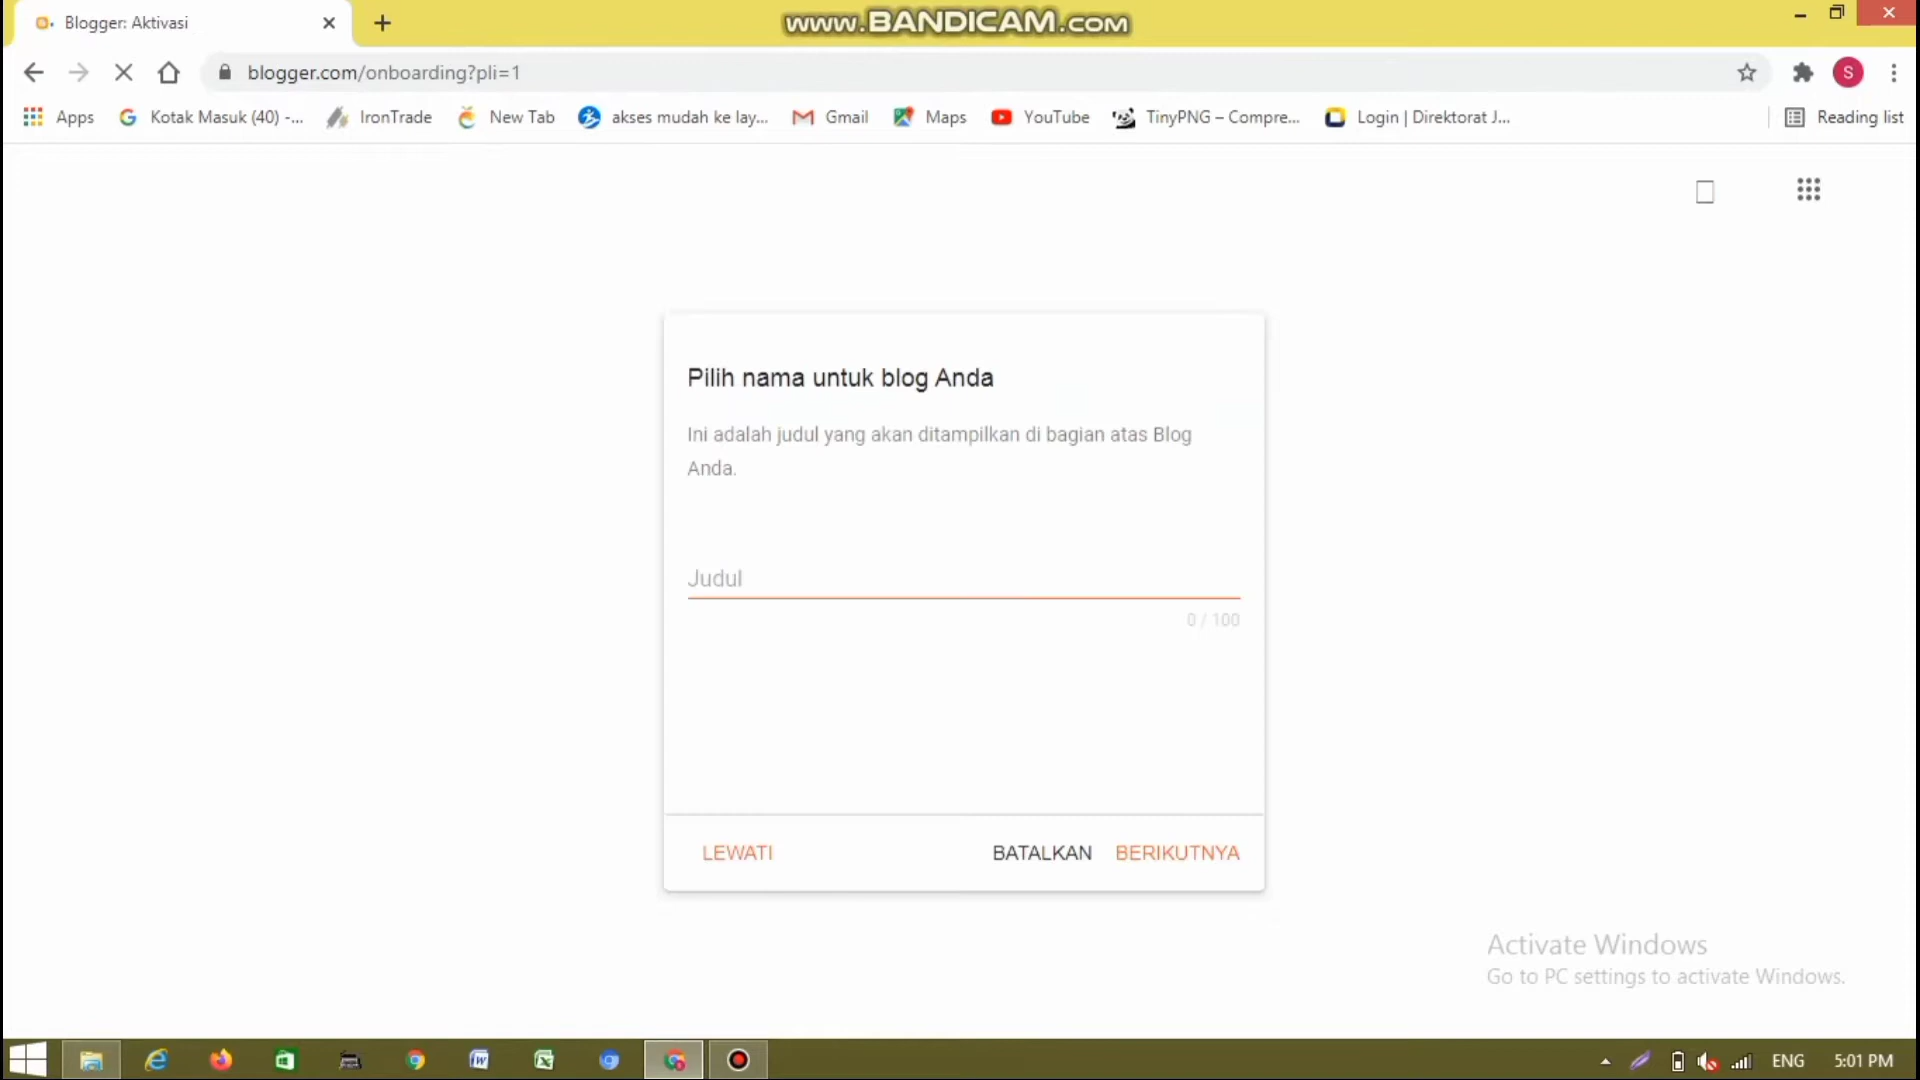 Blogger: Aktivasi
www.BANDICAM.com
blogger.com/onboarding?pli=1
S
Apps
Kotak Masuk (40) -...
IronTrade
New Tab
akses mudah ke lay...
Gmail
Maps
YouTube
TinyPNG – Compre...
Login | Direktorat J...
Reading list
Pilih nama untuk blog Anda
Ini adalah judul yang akan ditampilkan di bagian atas Blog
Anda.
Judul
0 / 100
LEWATI
BATALKAN
BERIKUTNYA
Activate Windows
Go to PC settings to activate Windows.
ENG
5:01 PM